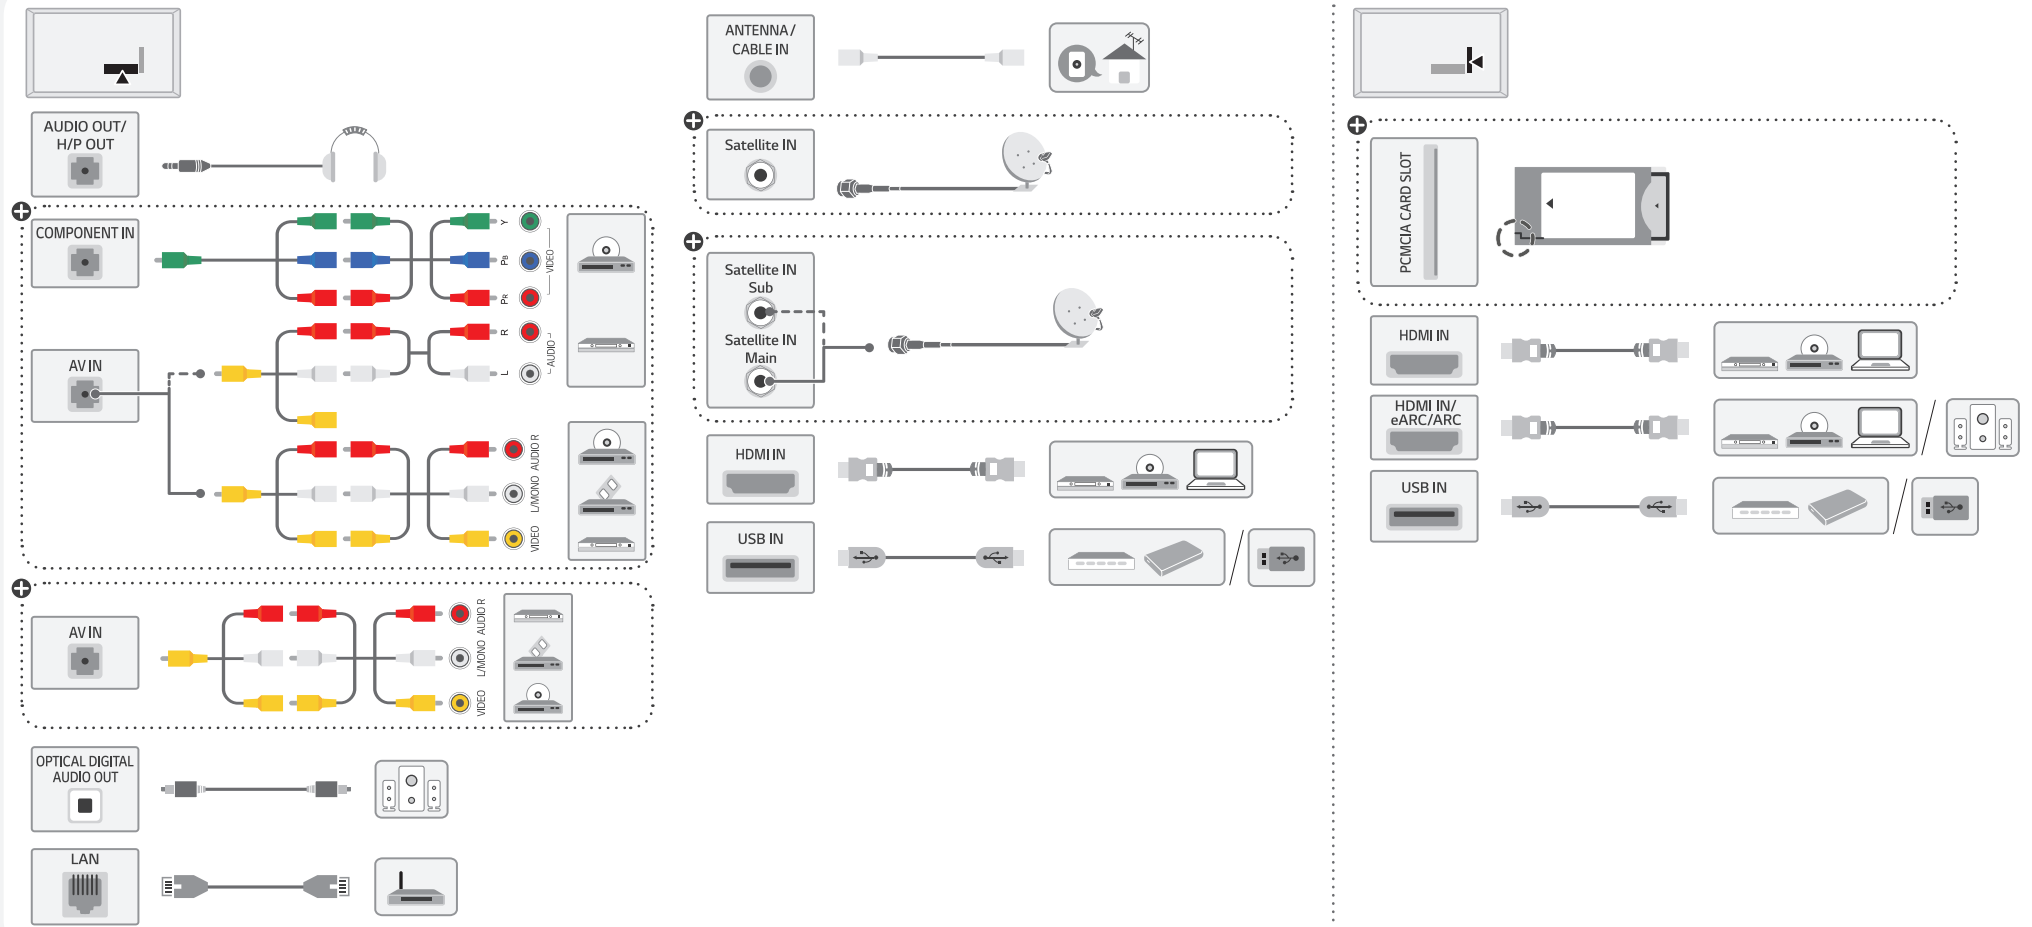 AUDIO OUT/
H/P OUT
COMPONENT IN
Y
PB
PR
VIDEO
R
L
AUDIO
AV IN
AUDIO R
L/MONO
VIDEO
AV IN
AUDIO R
L/MONO
VIDEO
OPTICAL DIGITAL
AUDIO OUT
LAN
ANTENNA /
CABLE IN
Satellite IN
Satellite IN
Sub
Satellite IN
Main
HDMI IN
USB IN
PCMCIA CARD SLOT
HDMI IN
HDMI IN/
eARC/ARC
USB IN